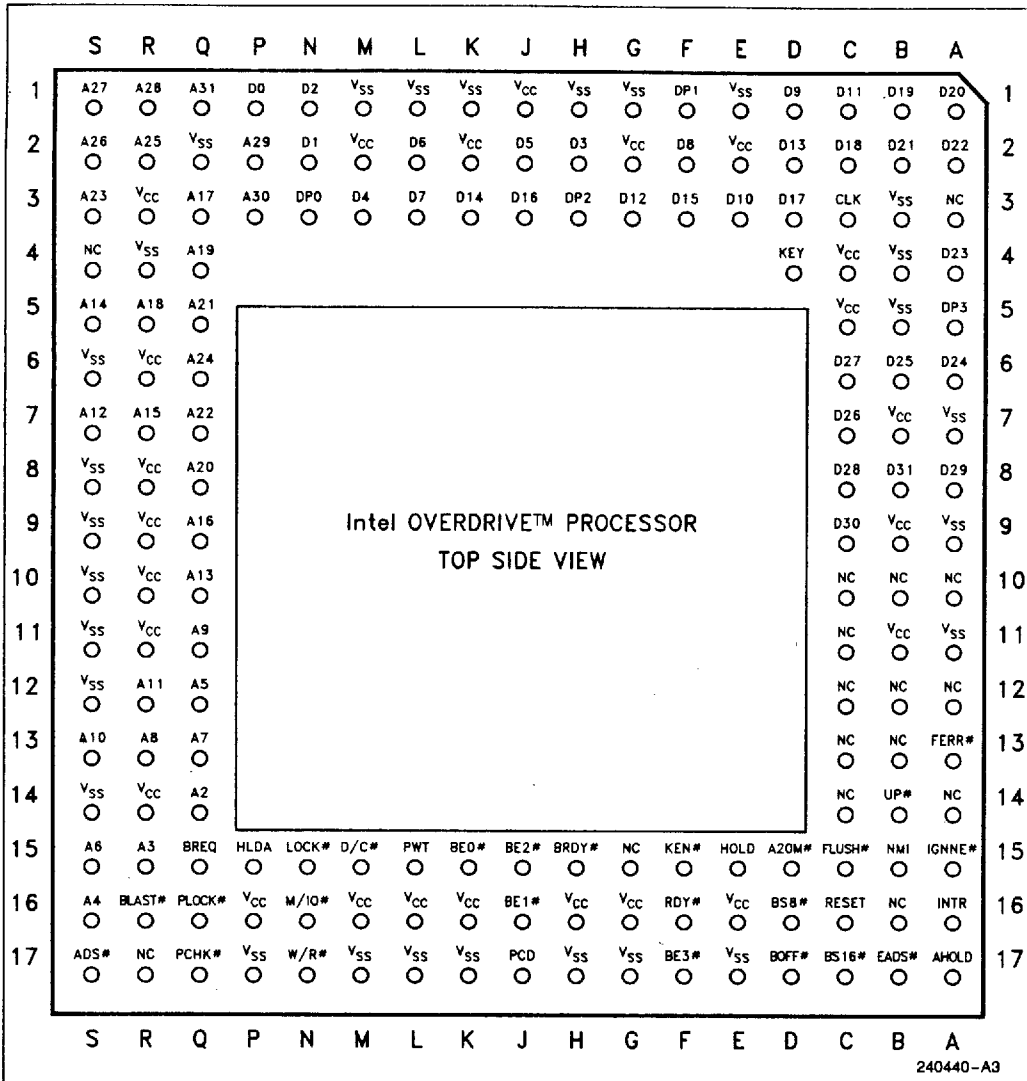 S R Q P N M L K J H G F E D C B A
1 A27 A28 A31 D0 D2 VSS VSS VSS VCC VSS VSS DP1 VSS D9 D11 D19 D20 1
2 A26 A25 VSS A29 D1 VCC D6 VCC D5 D3 VCC D8 VCC D13 D18 D21 D22 2
3 A23 VCC A17 A30 DP0 D4 D7 D14 D16 DP2 D12 D15 D10 D17 CLK VSS NC 3
4 NC VSS A19 KEY VCC VSS D23 4
5 A14 A18 A21 VCC VSS DP3 5
6 VSS VCC A24 D27 D25 D24 6
7 A12 A15 A22 D26 VCC VSS 7
8 VSS VCC A20 D28 D31 D29 8
9 VSS VCC A16 D30 VCC VSS 9
Intel OVERDRIVE™ PROCESSOR
TOP SIDE VIEW
10 VSS VCC A13 NC NC NC 10
11 VSS VCC A9 NC VCC VSS 11
12 VSS A11 A5 NC NC NC 12
13 A10 A8 A7 NC NC FERR# 13
14 VSS VCC A2 NC UP# NC 14
15 A6 A3 BREQ HLDA LOCK# D/C# PWT BE0# BE2# BRDY# NC KEN# HOLD A20M# FLUSH# NMI IGNNE# 15
16 A4 BLAST# PLOCK# VCC M/IO# VCC VCC VCC BE1# VCC VCC RDY# VCC BS8# RESET NC INTR 16
17 ADS# NC PCHK# VSS W/R# VSS VSS VSS PCD VSS VSS BE3# VSS BOFF# BS16# EADS# AHOLD 17
S R Q P N M L K J H G F E D C B A
240440-A3